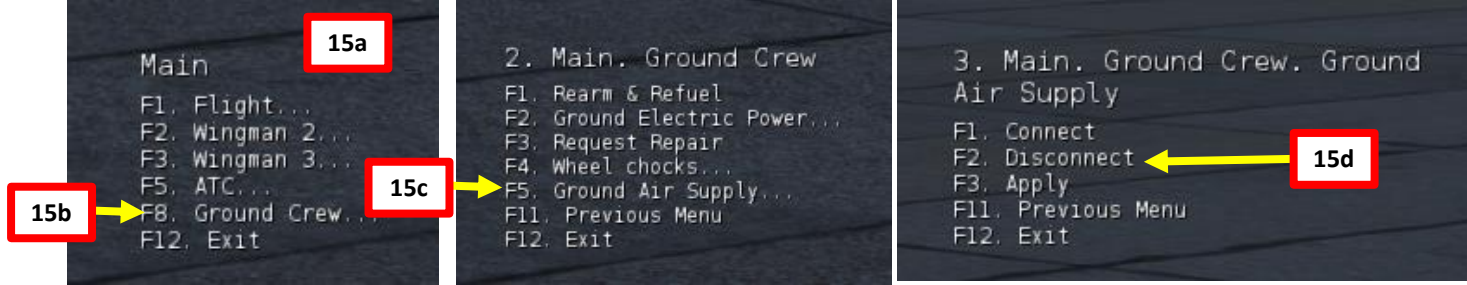 15a
Main
F1. Flight...
F2. Wingman 2...
F3. Wingman 3...
F5. ATC...
15b
F8. Ground Crew...
F12. Exit
2. Main. Ground Crew
F1. Rearm & Refuel
F2. Ground Electric Power...
F3. Request Repair
F4. Wheel chocks...
15c
F5. Ground Air Supply...
F11. Previous Menu
F12. Exit
3. Main. Ground Crew. Ground
Air Supply
F1. Connect
F2. Disconnect
15d
F3. Apply
F11. Previous Menu
F12. Exit